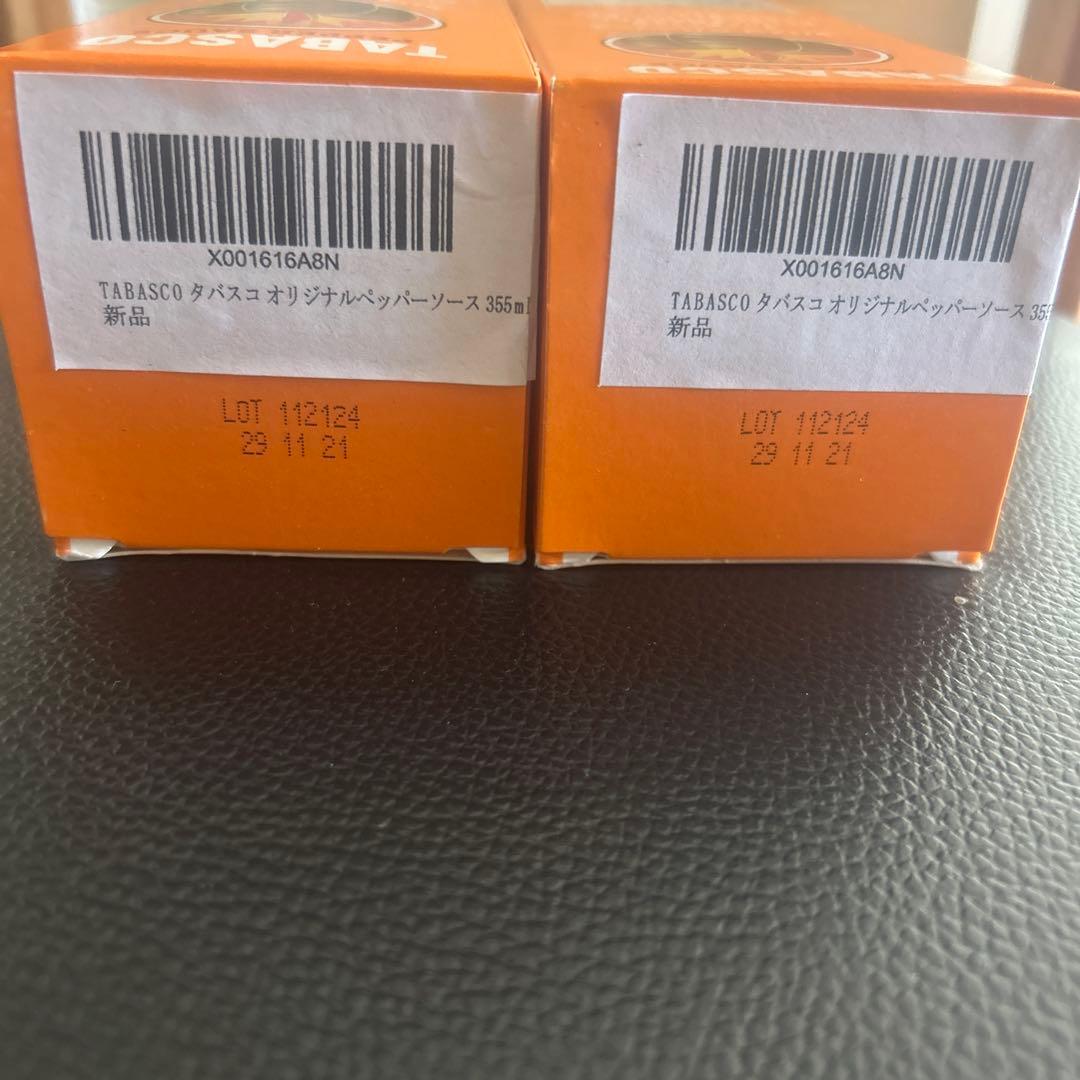 TABASCO
X001616A8N
TABASCO タバスコ オリジナルペッパーソース 355ml
新品
LOT 112124
29 11 21
X001616A8N
TABASCO タバスコ オリジナルペッパーソース
新品
LOT 112124
29 11 21